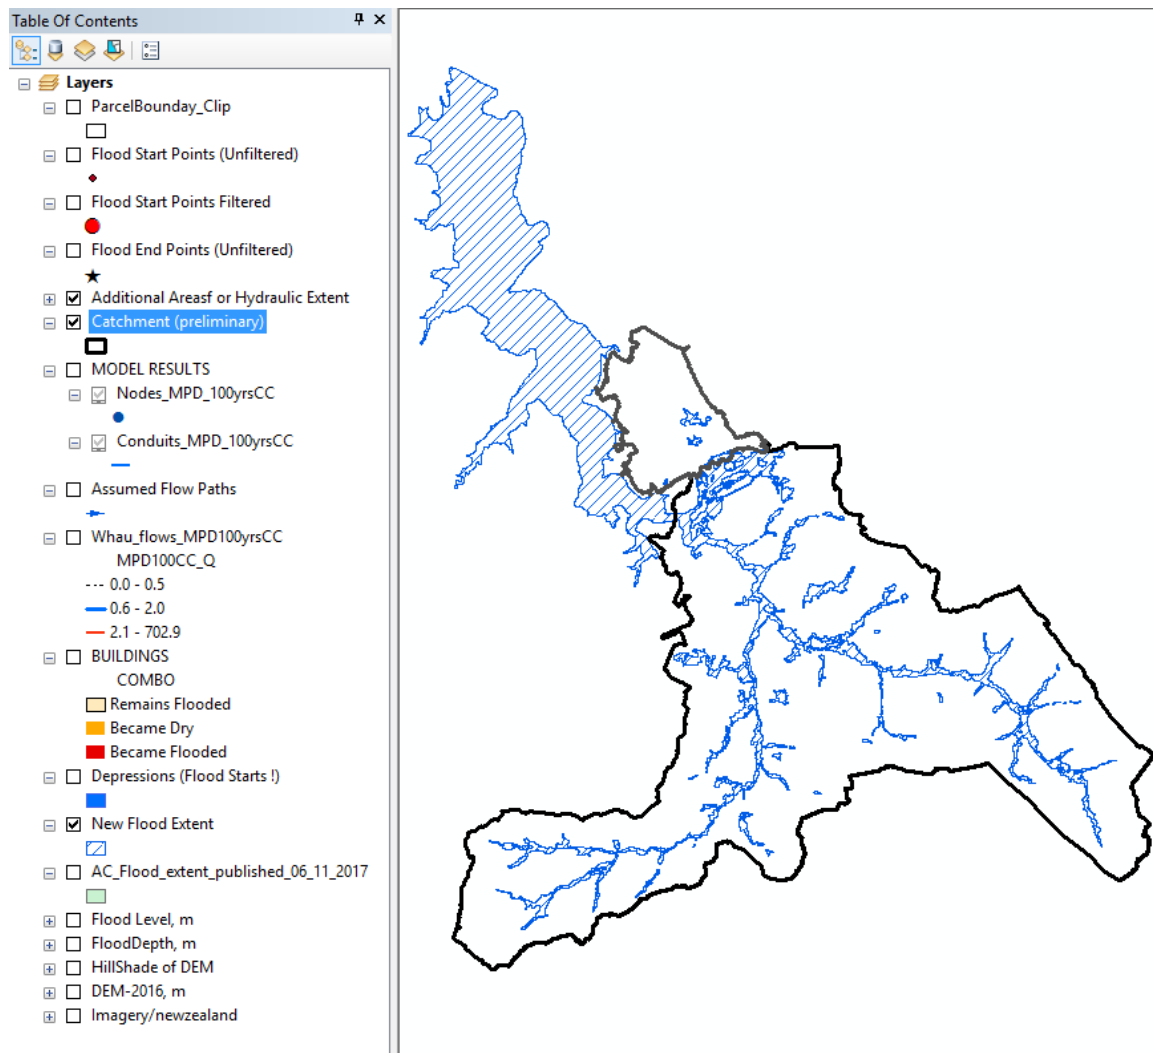 Table Of Contents
Layers
ParcelBounday_Clip
Flood Start Points (Unfiltered)
Flood Start Points Filtered
Flood End Points (Unfiltered)
Additional Areasf or Hydraulic Extent
Catchment (preliminary)
MODEL RESULTS
Nodes_MPD_100yrsCC
Conduits_MPD_100yrsCC
Assumed Flow Paths
Whau_flows_MPD100yrsCC
MPD100CC_Q
0.0 - 0.5
0.6 - 2.0
2.1 - 702.9
BUILDINGS
COMBO
Remains Flooded
Became Dry
Became Flooded
Depressions (Flood Starts !)
New Flood Extent
AC_Flood_extent_published_06_11_2017
Flood Level, m
FloodDepth, m
HillShade of DEM
DEM-2016, m
Imagery/newzealand